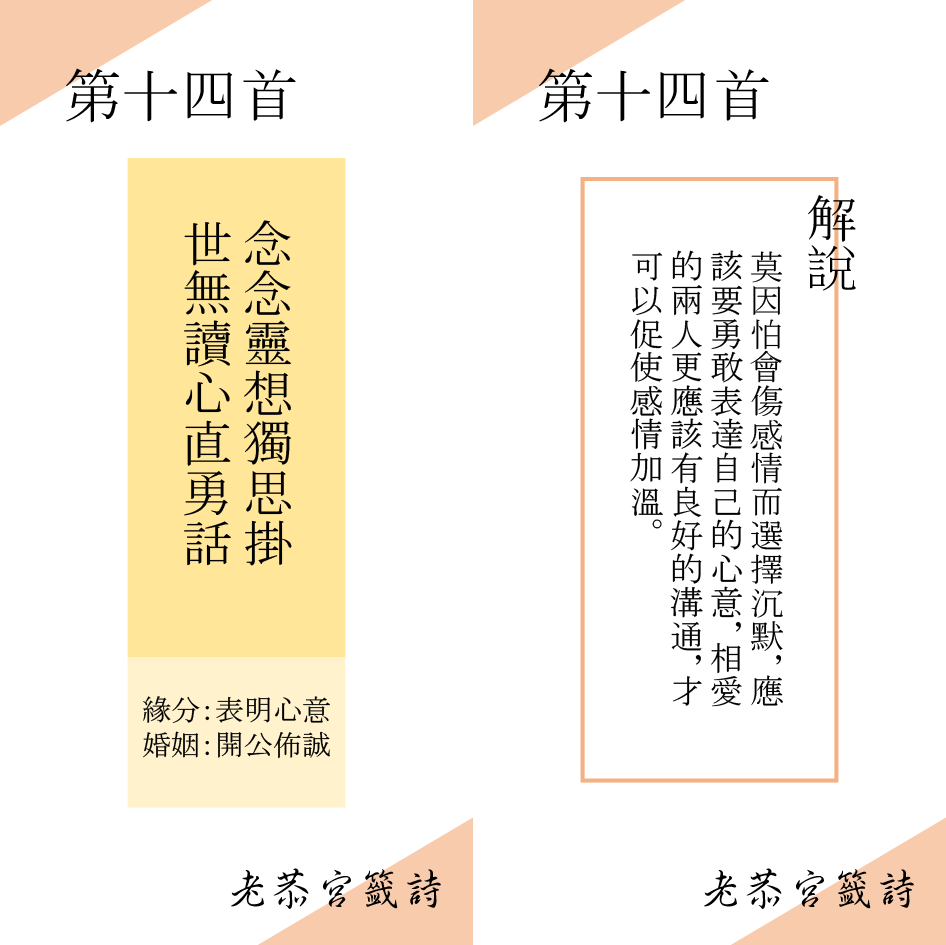 第十四首
念念靈想獨思掛
世無讀心直勇話
緣分:表明心意
婚姻:開公佈誠
老恭宮籤詩
第十四首
解說
莫因怕會傷感情而選擇沉默,應
該要勇敢表達自己的心意,相愛
的兩人更應該有良好的溝通,才
可以促使感情加溫。
老恭宮籤詩